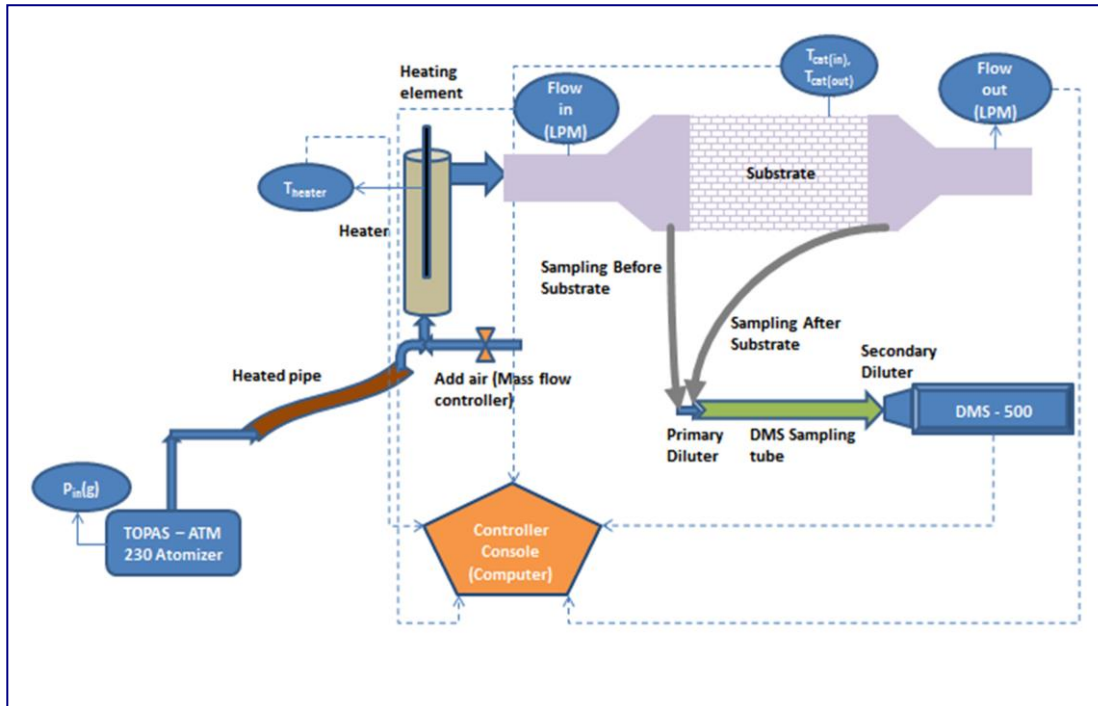 Heating
element
Flow
in
(LPM)
Tcat(in),
Tcat(out)
Flow
out
(LPM)
Theater
Heater
Substrate
Sampling Before
Substrate
Sampling After
Substrate
Heated pipe
Add air (Mass flow
controller)
Secondary
Diluter
DMS - 500
Primary
Diluter
DMS Sampling
tube
Pin(g)
TOPAS – ATM
230 Atomizer
Controller
Console
(Computer)